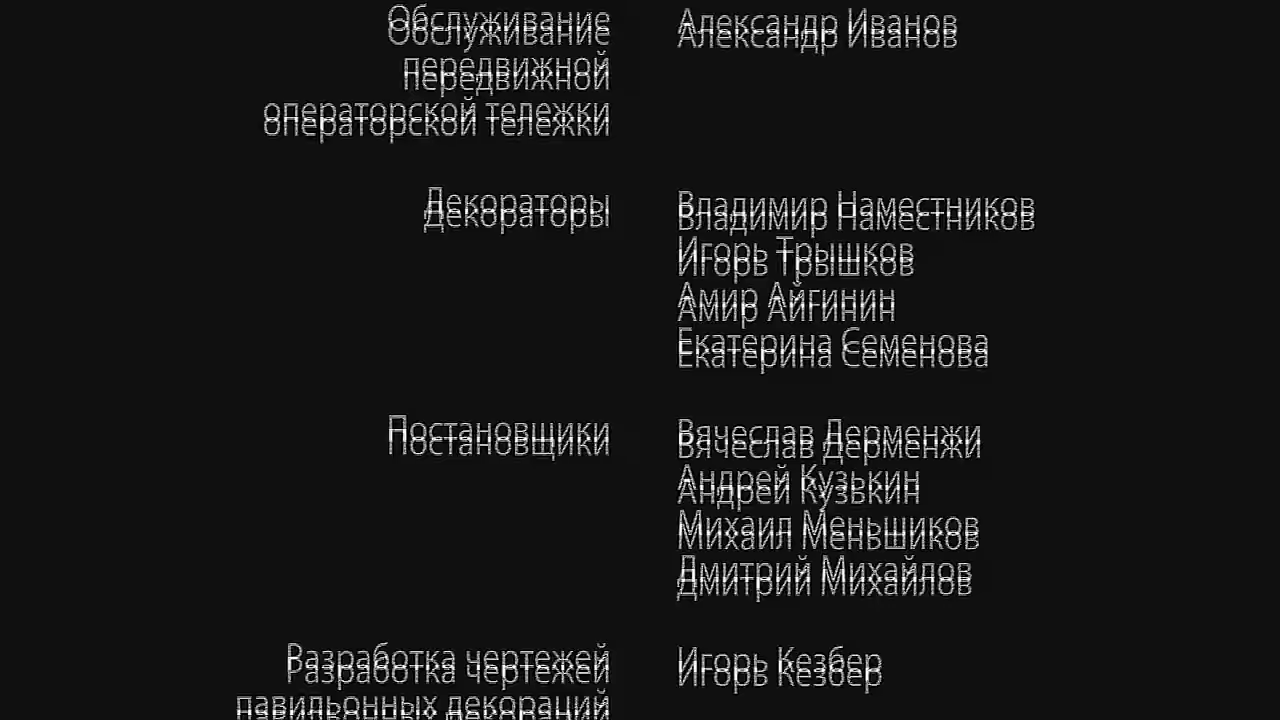 Обслуживание
передвижной
операторской тележки
Александр Иванов
Декораторы
Владимир Наместников
Игорь Трышков
Амир Айгинин
Екатерина Семенова
Постановщики
Вячеслав Дерменжи
Андрей Кузькин
Михаил Меньшиков
Дмитрий Михайлов
Разработка чертежей
павильонных декораций
Игорь Кезбер